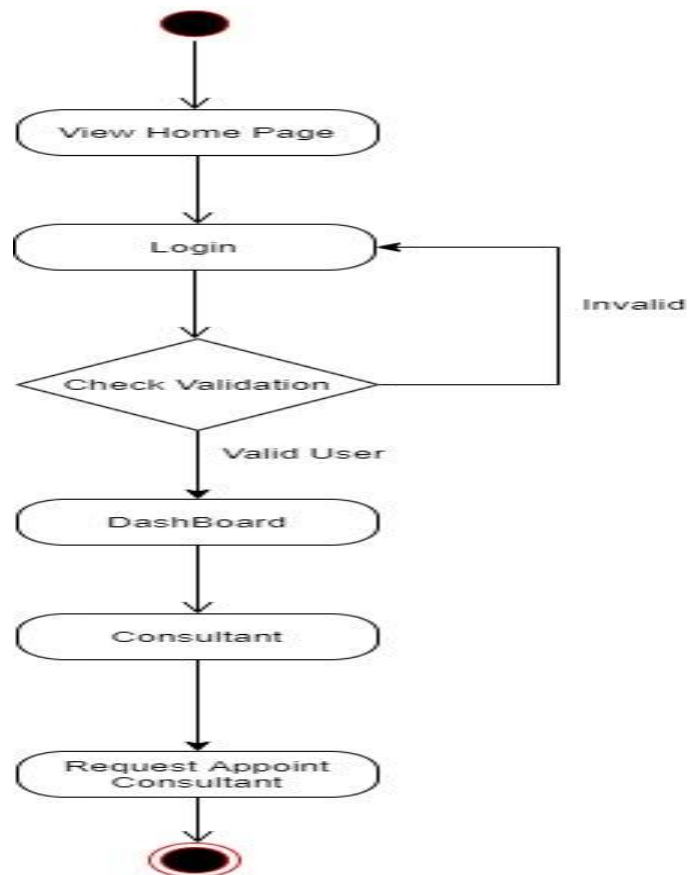 View Home Page
Login
Invalid
Check Validation
Valid User
DashBoard
Consultant
Request Appoint
Consultant